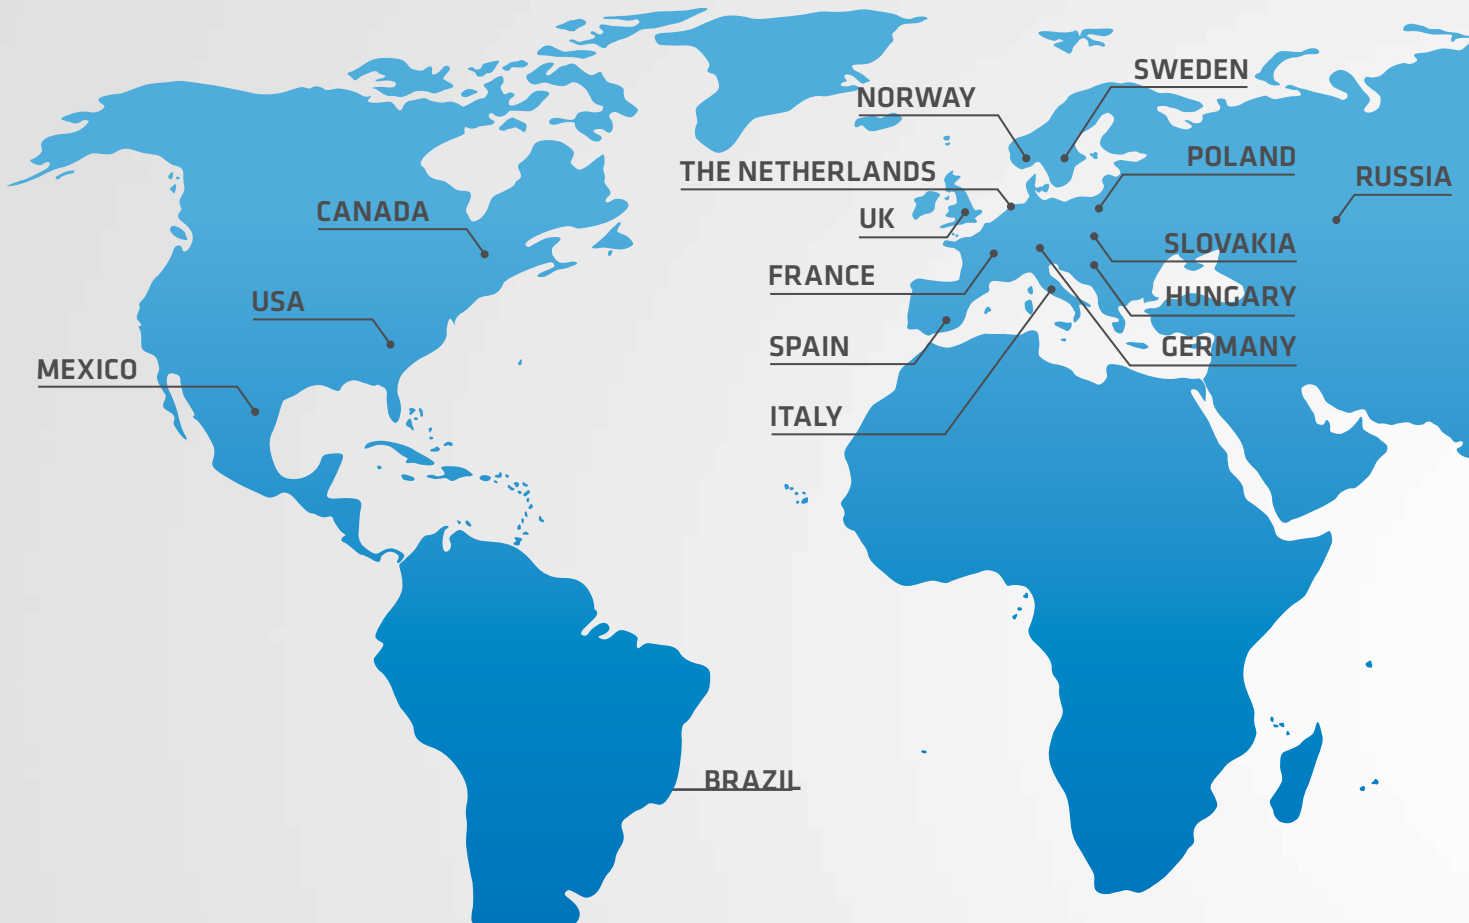 SWEDEN
NORWAY
POLAND
THE NETHERLANDS
RUSSIA
CANADA
UK
SLOVAKIA
FRANCE
USA
HUNGARY
SPAIN
GERMANY
MEXICO
ITALY
BRAZIL